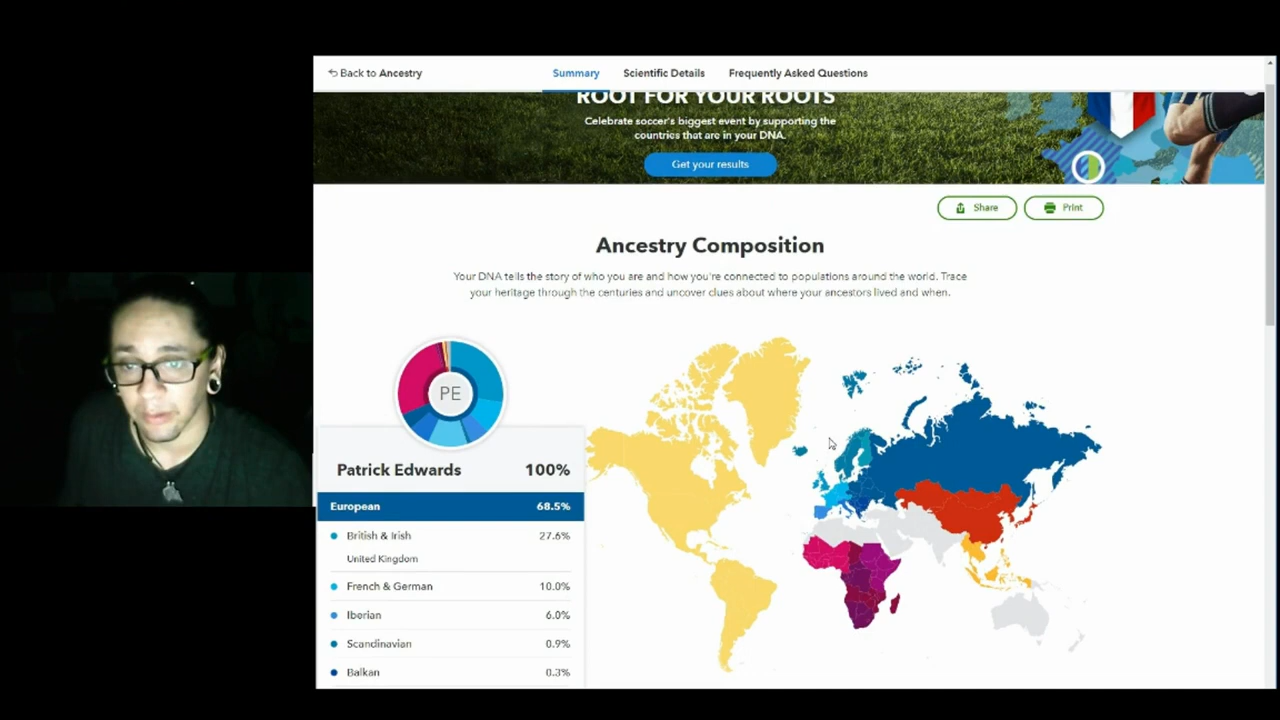 Back to Ancestry
Summary
Scientific Details
Frequently Asked Questions
ROOT FOR YOUR ROOTS
Celebrate soccer's biggest event by supporting the
countries that are in your DNA.
Get your results
Share
Print
Ancestry Composition
Your DNA tells the story of who you are and how you're connected to populations around the world. Trace
your heritage through the centuries and uncover clues about where your ancestors lived and when.
PE
Patrick Edwards 100%
European 68.5%
British & Irish 27.6%
United Kingdom
French & German 10.0%
Iberian 6.0%
Scandinavian 0.9%
Balkan 0.3%